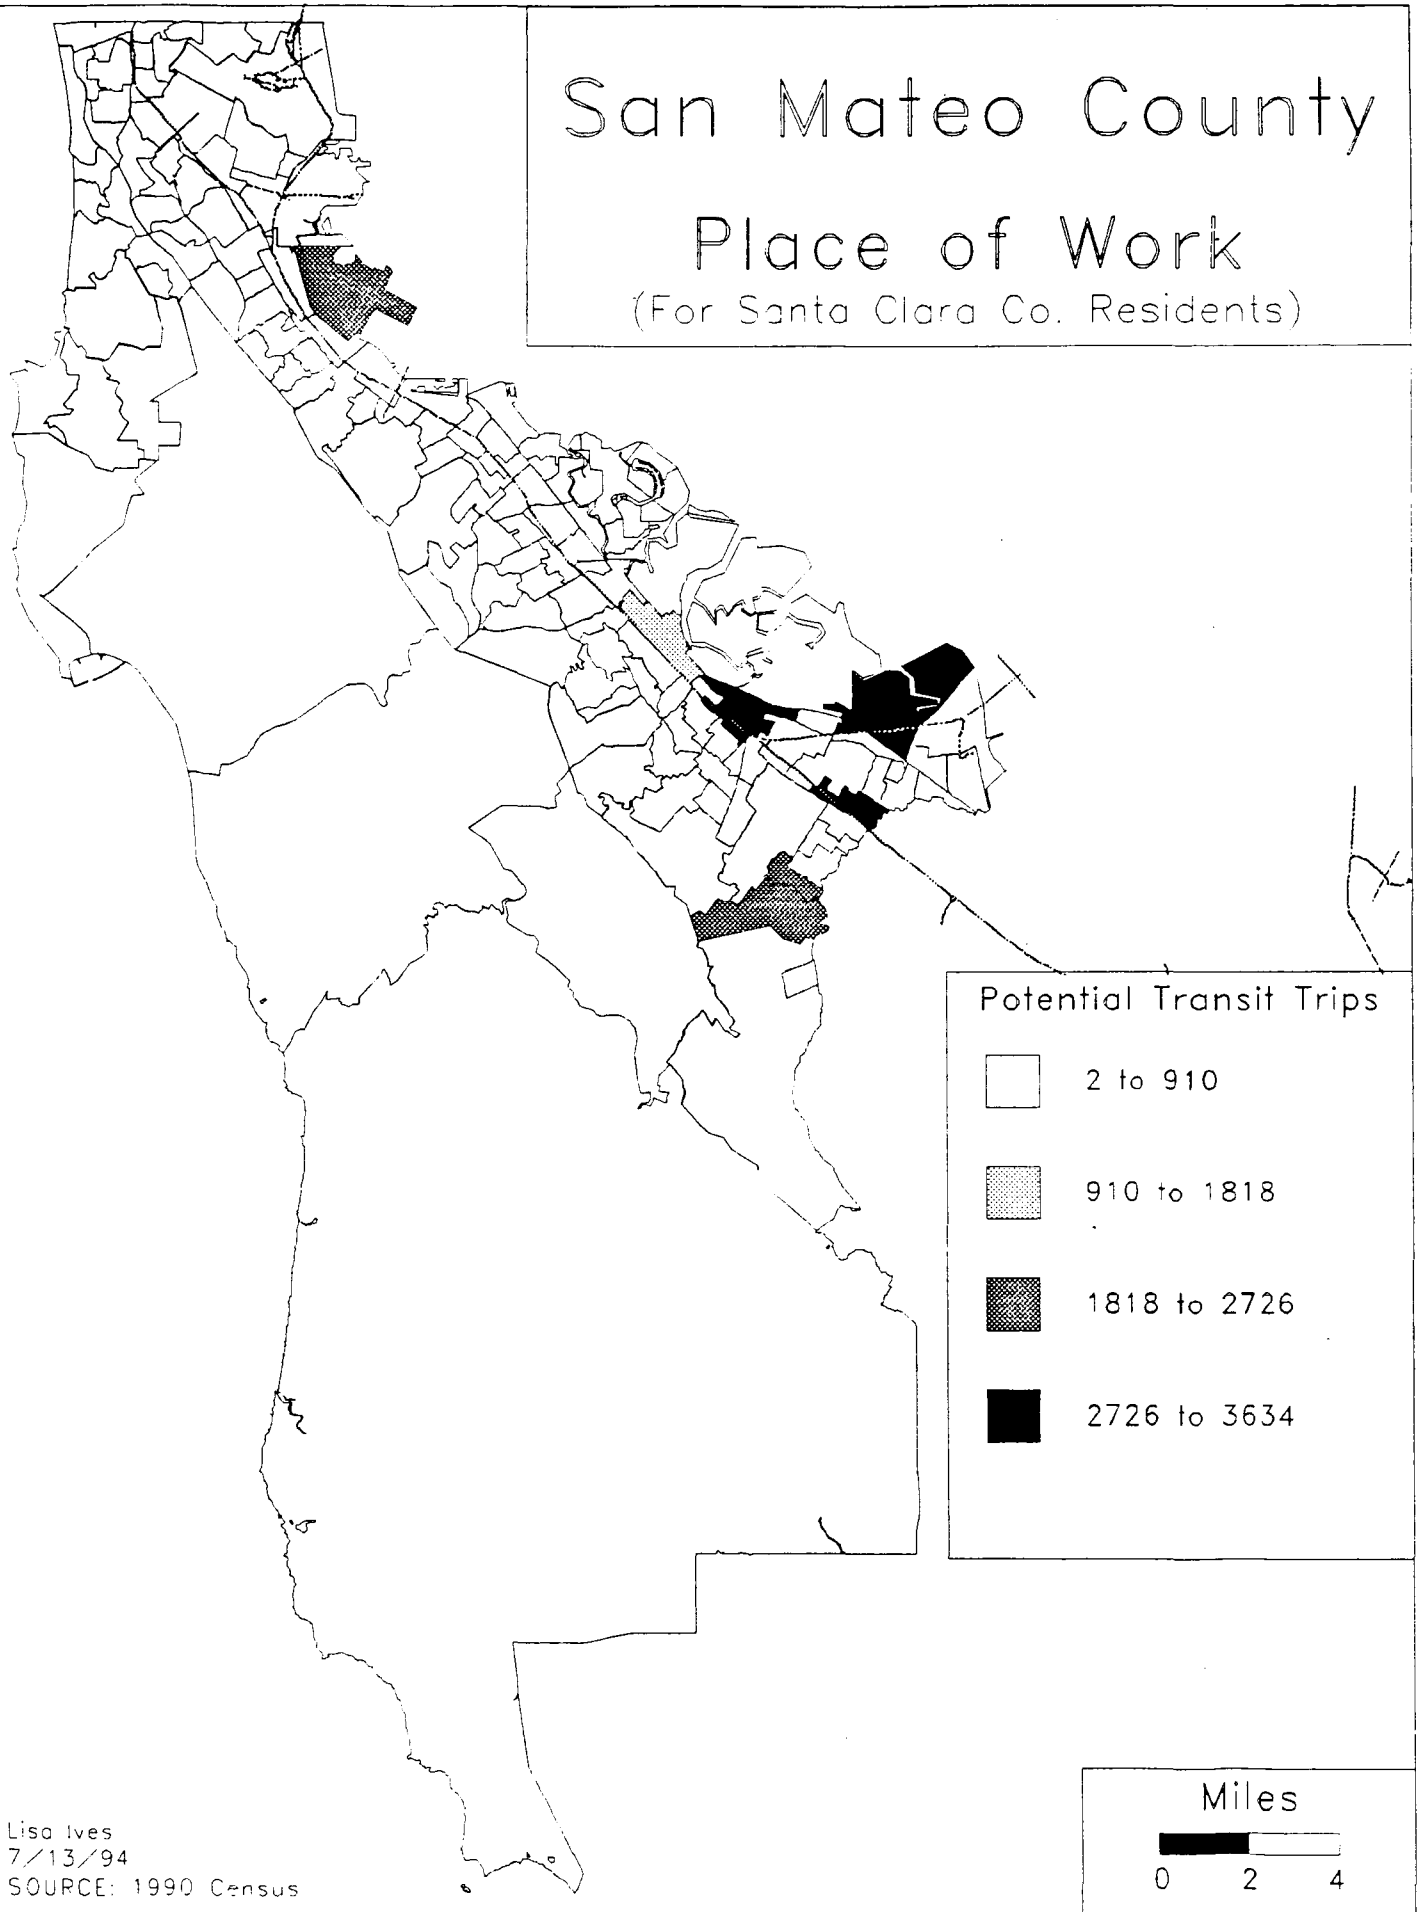 San Mateo County
Place of Work
(For Santa Clara Co. Residents)
Potential Transit Trips
2 to 910
910 to 1818
1818 to 2726
2726 to 3634
Miles
0 2 4
Lisa Ives
7/13/94
SOURCE: 1990 Census